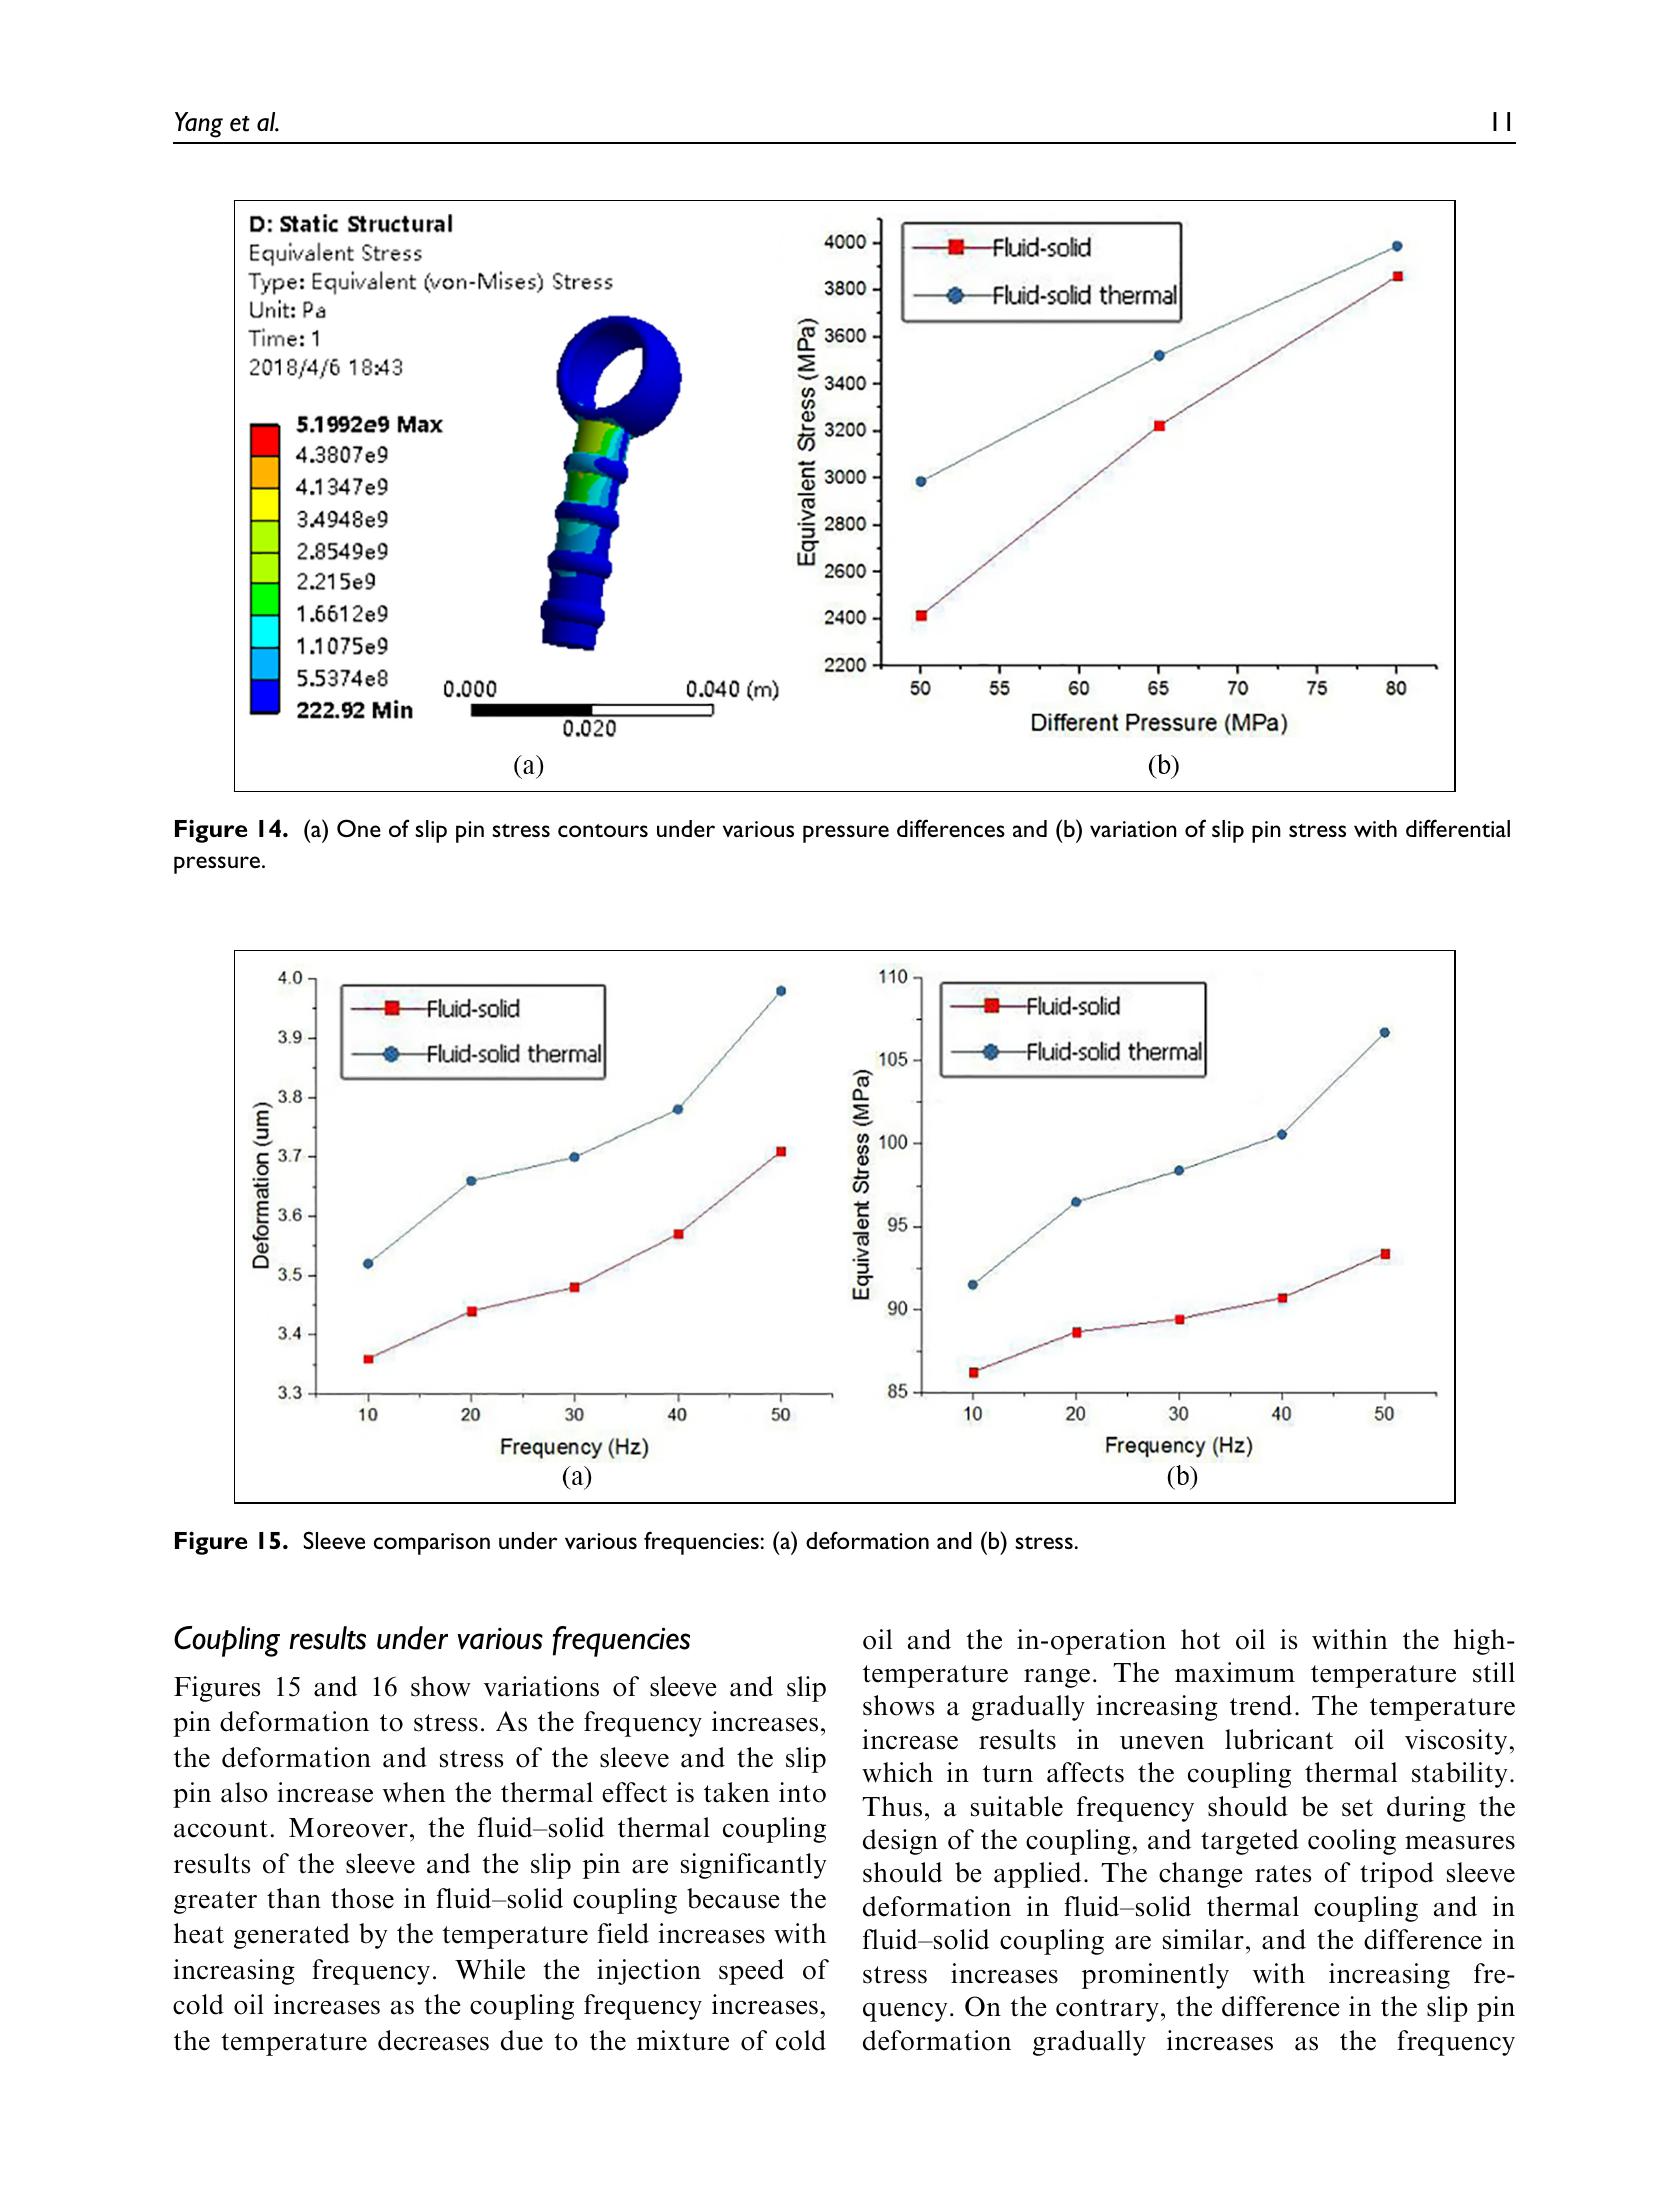 Yang et al.
11
D: Static Structural
Equivalent Stress
Type: Equivalent (von-Mises) Stress
Unit: Pa
Time: 1
2018/4/6 18:43
5.1992e9 Max
4.3807e9
4.1347e9
3.4948e9
2.8549e9
2.215e9
1.6612e9
1.1075e9
5.5374e8
222.92 Min
0.000
0.040 (m)
0.020
(a)
4000
3800
3600
3400
3200
3000
2800
2600
2400
2200
Equivalent Stress (MPa)
Fluid-solid
Fluid-solid thermal
50
55
60
65
70
75
80
Different Pressure (MPa)
(b)
Figure 14. (a) One of slip pin stress contours under various pressure differences and (b) variation of slip pin stress with differential
pressure.
4.0
3.9
3.8
3.7
3.6
3.5
3.4
3.3
Deformation (um)
Fluid-solid
Fluid-solid thermal
10
20
30
40
50
Frequency (Hz)
(a)
110
105
100
95
90
85
Equivalent Stress (MPa)
Fluid-solid
Fluid-solid thermal
10
20
30
40
50
Frequency (Hz)
(b)
Figure 15. Sleeve comparison under various frequencies: (a) deformation and (b) stress.
Coupling results under various frequencies
Figures 15 and 16 show variations of sleeve and slip
pin deformation to stress. As the frequency increases,
the deformation and stress of the sleeve and the slip
pin also increase when the thermal effect is taken into
account. Moreover, the fluid–solid thermal coupling
results of the sleeve and the slip pin are significantly
greater than those in fluid–solid coupling because the
heat generated by the temperature field increases with
increasing frequency. While the injection speed of
cold oil increases as the coupling frequency increases,
the temperature decreases due to the mixture of cold
oil and the in-operation hot oil is within the high-
temperature range. The maximum temperature still
shows a gradually increasing trend. The temperature
increase results in uneven lubricant oil viscosity,
which in turn affects the coupling thermal stability.
Thus, a suitable frequency should be set during the
design of the coupling, and targeted cooling measures
should be applied. The change rates of tripod sleeve
deformation in fluid–solid thermal coupling and in
fluid–solid coupling are similar, and the difference in
stress increases prominently with increasing fre-
quency. On the contrary, the difference in the slip pin
deformation gradually increases as the frequency